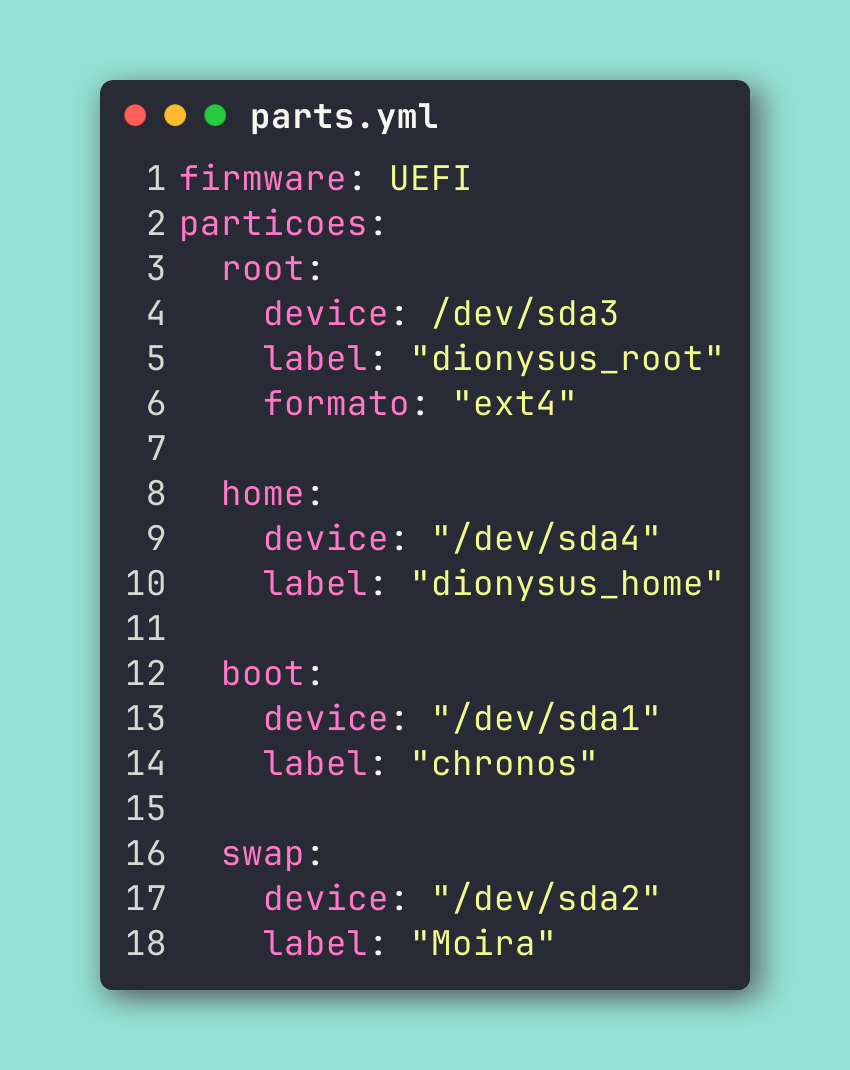 parts.yml
1 firmware: UEFI
2 particoes:
3   root:
4     device: /dev/sda3
5     label: "dionysus_root"
6     formato: "ext4"
7
8   home:
9     device: "/dev/sda4"
10     label: "dionysus_home"
11
12   boot:
13     device: "/dev/sda1"
14     label: "chronos"
15
16   swap:
17     device: "/dev/sda2"
18     label: "Moira"